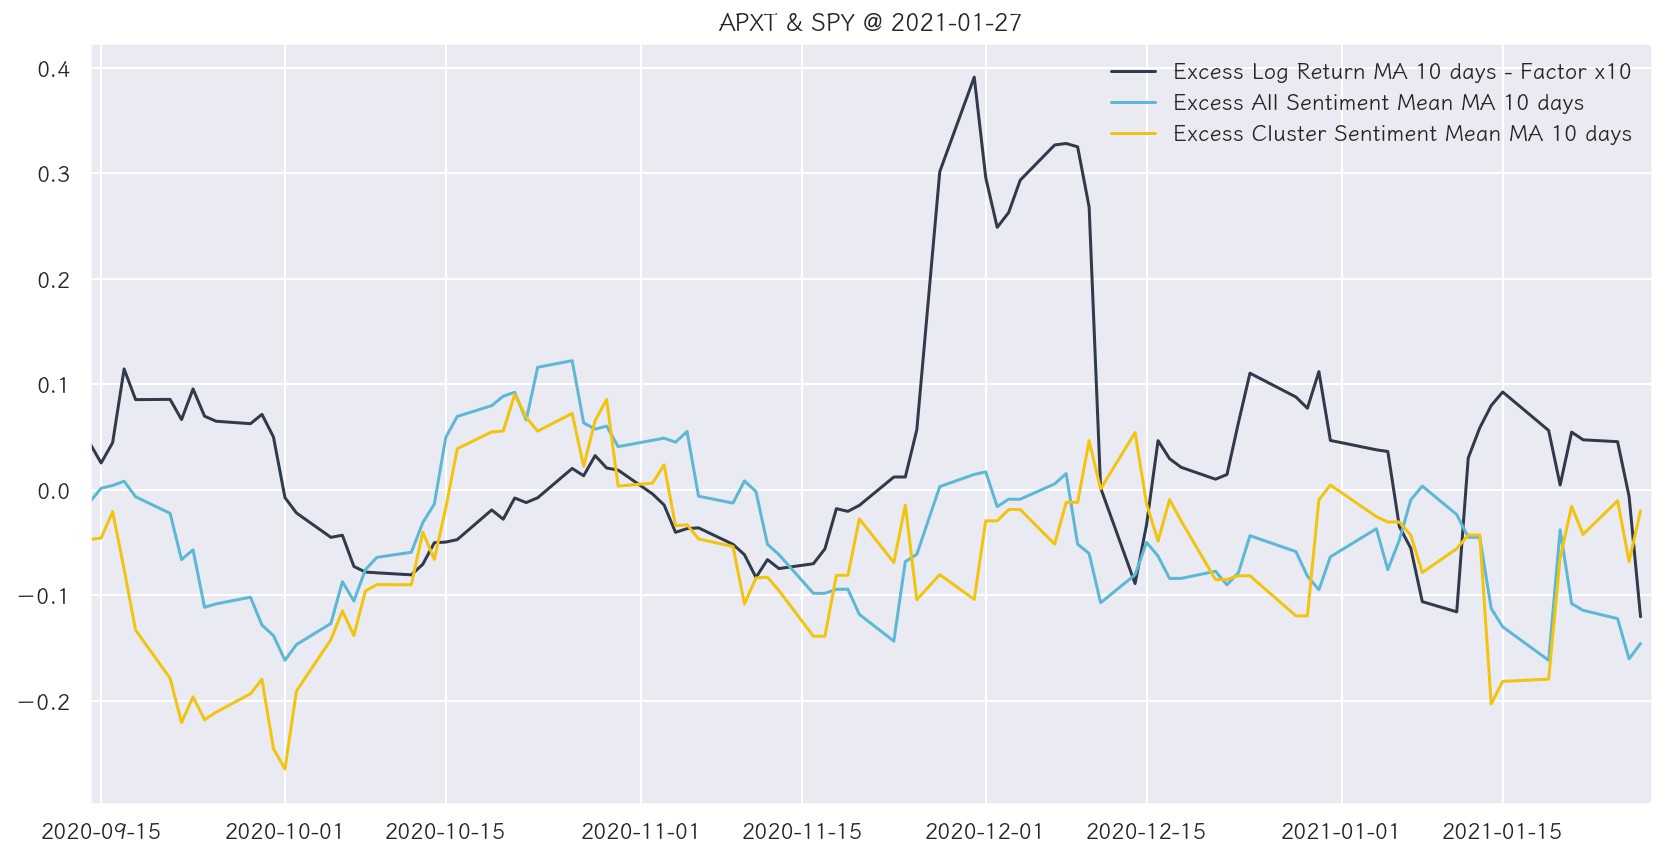 APXT & SPY @ 2021-01-27
Excess Log Return MA 10 days - Factor x10
Excess All Sentiment Mean MA 10 days
Excess Cluster Sentiment Mean MA 10 days
0.4
0.3
0.2
0.1
0.0
−0.1
−0.2
2020-09-15 2020-10-01 2020-10-15 2020-11-01 2020-11-15 2020-12-01 2020-12-15 2021-01-01 2021-01-15